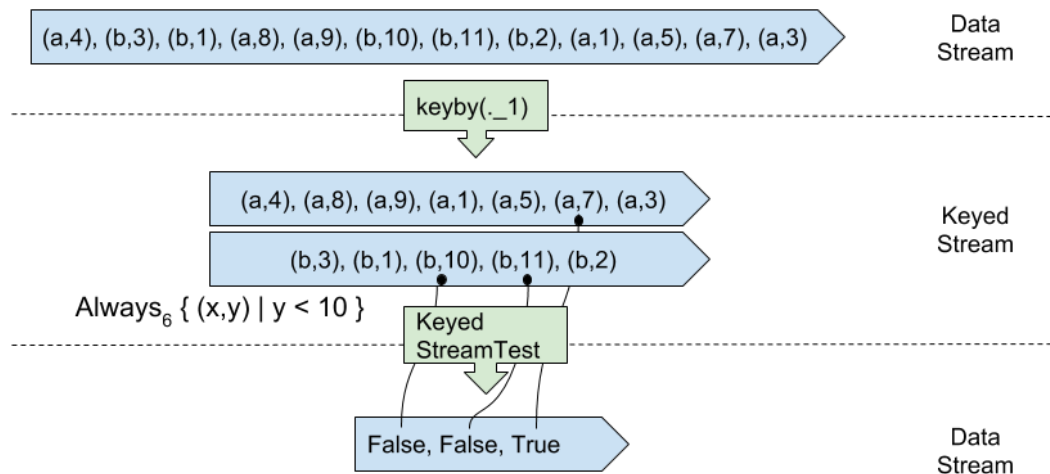 (a,4), (b,3), (b,1), (a,8), (a,9), (b,10), (b,11), (b,2), (a,1), (a,5), (a,7), (a,3)
Data
Stream
keyby(._1)
(a,4), (a,8), (a,9), (a,1), (a,5), (a,7), (a,3)
Keyed
Stream
(b,3), (b,1), (b,10), (b,11), (b,2)
Always₆ { (x,y) | y < 10 }
Keyed
StreamTest
False, False, True
Data
Stream